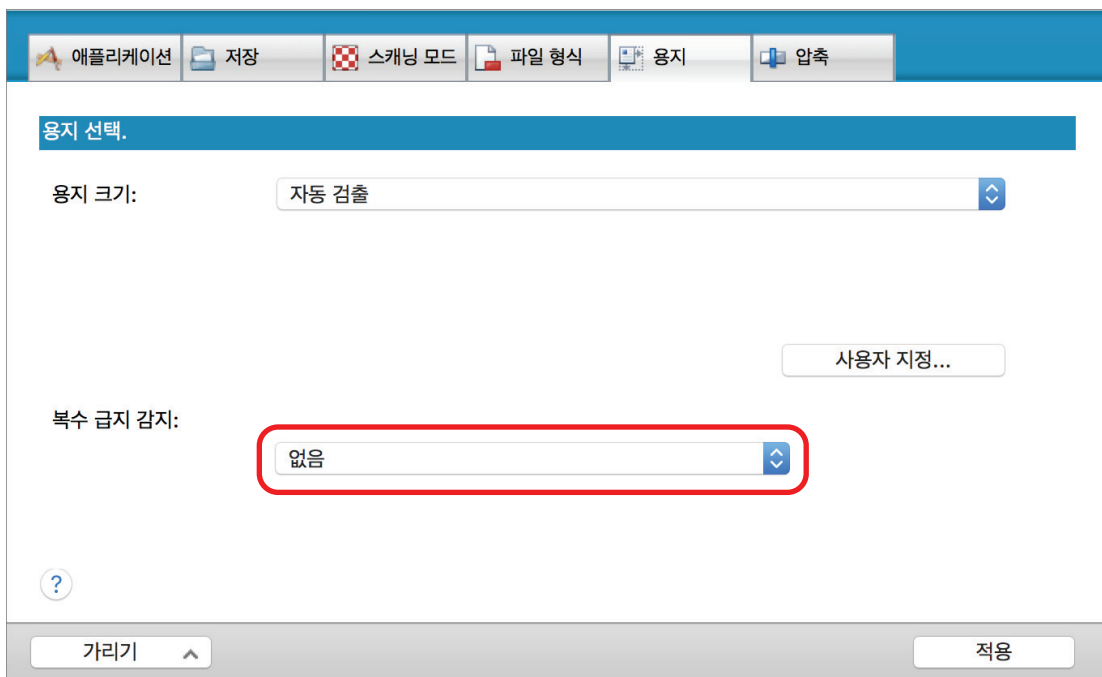 애플리케이션 저장 스캐닝 모드 파일 형식 용지 압축
용지 선택.
용지 크기: 자동 검출
사용자 지정...
복수 급지 감지:
없음
?
가리기 적용